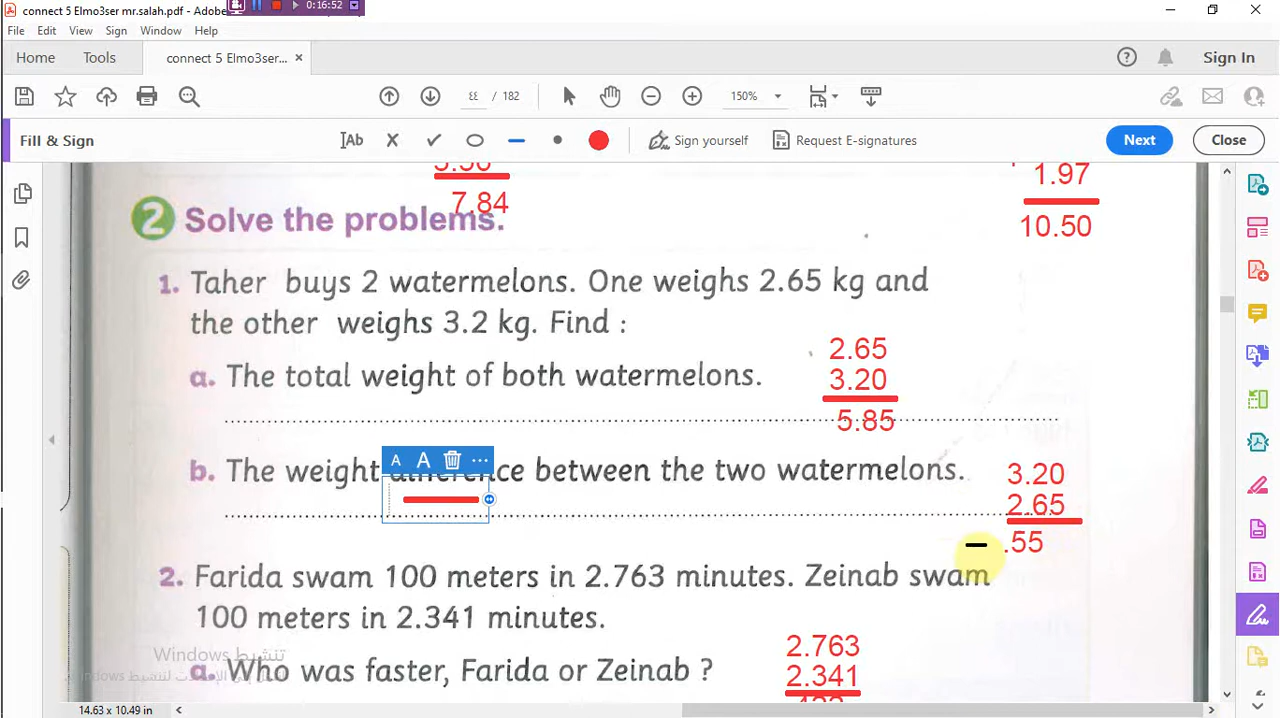 connect 5 Elmo3ser mr.salah.pdf - Adobe
0:16:52
File Edit View Sign Window Help
Home Tools connect 5 Elmo3ser... × Sign In
٤٤ / 182 150%
Fill & Sign Ab Sign yourself Request E-signatures Next Close
1.97
7.84
10.50
2 Solve the problems.
1. Taher buys 2 watermelons. One weighs 2.65 kg and
the other weighs 3.2 kg. Find :
2.65
a. The total weight of both watermelons. 3.20
5.85
A A
b. The weight difference between the two watermelons. 3.20
2.65
.55
2. Farida swam 100 meters in 2.763 minutes. Zeinab swam
100 meters in 2.341 minutes.
تنشيط Windows
2.763
a. Who was faster, Farida or Zeinab ? 2.341
14.63 x 10.49 in